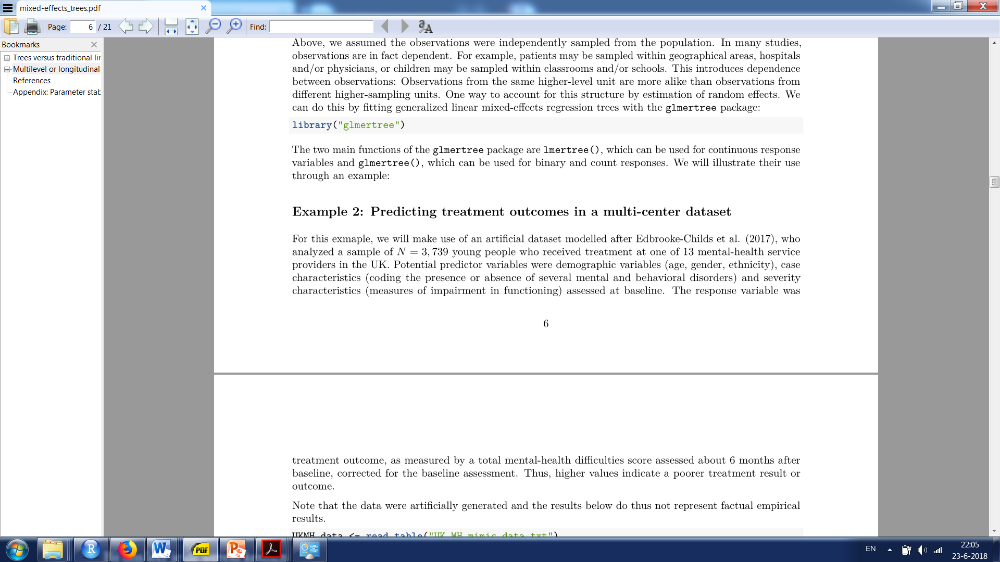 mixed-effects_trees.pdf
Page: 6 / 21
Find:
Bookmarks
Trees versus traditional lin
Multilevel or longitudinal
References
Appendix: Parameter stab
Above, we assumed the observations were independently sampled from the population. In many studies,
observations are in fact dependent. For example, patients may be sampled within geographical areas, hospitals
and/or physicians, or children may be sampled within classrooms and/or schools. This introduces dependence
between observations: Observations from the same higher-level unit are more alike than observations from
different higher-sampling units. One way to account for this structure by estimation of random effects. We
can do this by fitting generalized linear mixed-effects regression trees with the glmertree package:
library("glmertree")
The two main functions of the glmertree package are lmertree(), which can be used for continuous response
variables and glmertree(), which can be used for binary and count responses. We will illustrate their use
through an example:
Example 2: Predicting treatment outcomes in a multi-center dataset
For this exmaple, we will make use of an artificial dataset modelled after Edbrooke-Childs et al. (2017), who
analyzed a sample of N = 3,739 young people who received treatment at one of 13 mental-health service
providers in the UK. Potential predictor variables were demographic variables (age, gender, ethnicity), case
characteristics (coding the presence or absence of several mental and behavioral disorders) and severity
characteristics (measures of impairment in functioning) assessed at baseline. The response variable was
6
treatment outcome, as measured by a total mental-health difficulties score assessed about 6 months after
baseline, corrected for the baseline assessment. Thus, higher values indicate a poorer treatment result or
outcome.
Note that the data were artificially generated and the results below do thus not represent factual empirical
results.
UKMH_data <- read.table("UK_MH_mimic_data.txt")
EN
22:05
23-6-2018